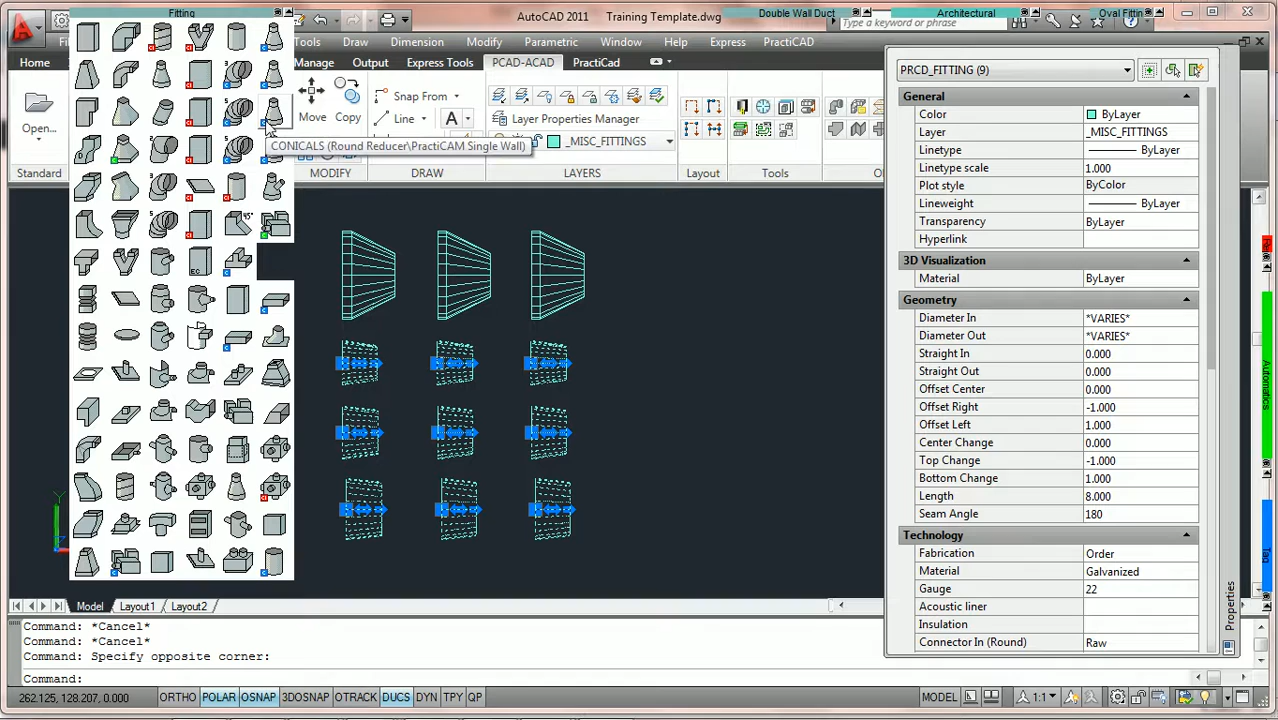 Fitting
AutoCAD 2011 Training Template.dwg
Double Wall Duct
Architectural
Oval Fitting
Type a keyword or phrase
Tools Draw Dimension Modify Parametric Window Help Express PractiCAD
Home
Manage Output Express Tools PCAD-ACAD PractiCad
Open...
Move
Copy
Snap From
Line
A
Layer Properties Manager
_MISC_FITTINGS
Standard
MODIFY
DRAW
LAYERS
Layout
Tools
CONICALS (Round Reducer\PractiCAM Single Wall)
PRCD_FITTING (9)
General
Color ByLayer
Layer _MISC_FITTINGS
Linetype ByLayer
Linetype scale 1.000
Plot style ByColor
Lineweight ByLayer
Transparency ByLayer
Hyperlink
3D Visualization
Material ByLayer
Geometry
Diameter In *VARIES*
Diameter Out *VARIES*
Straight In 0.000
Straight Out 0.000
Offset Center 0.000
Offset Right -1.000
Offset Left 1.000
Center Change 0.000
Top Change -1.000
Bottom Change 1.000
Length 8.000
Seam Angle 180
Technology
Fabrication Order
Material Galvanized
Gauge 22
Acoustic liner
Insulation
Connector In (Round) Raw
Properties
Automatics
Tag
Model Layout1 Layout2
Command: *Cancel*
Command: *Cancel*
Command: Specify opposite corner:
Command:
262.125, 128.207, 0.000 ORTHO POLAR OSNAP 3DOSNAP OTRACK DUCS DYN TPY QP MODEL 1:1